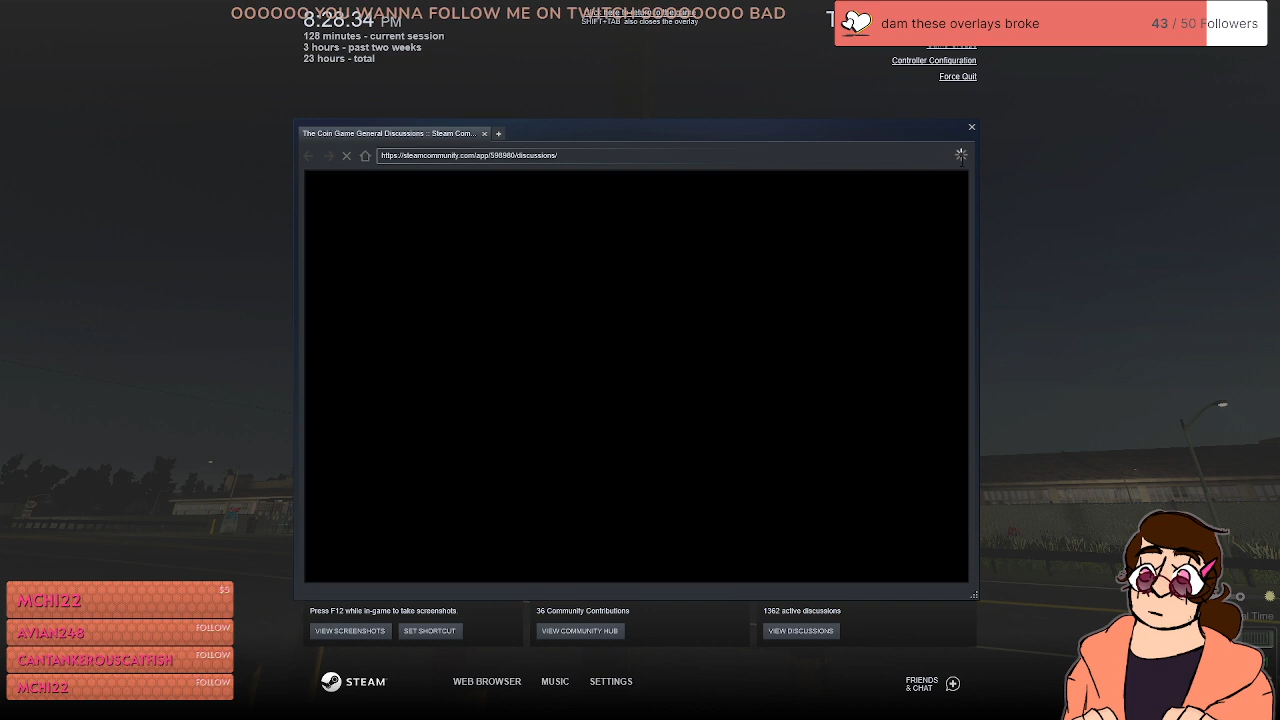 OOOOOO YOU WANNA FOLLOW ME ON
BAD
8:28:34 PM
128 minutes - current session
3 hours - past two weeks
23 hours - total
SHIFT+TAB also closes the overlay
dam these overlays broke
43 / 50 Followers
Controller Configuration
Force Quit
The Coin Game General Discussions :: Steam Com...
https://steamcommunity.com/app/598980/discussions/
Press F12 while in-game to take screenshots
36 Community Contributions
1362 active discussions
VIEW SCREENSHOTS
SET SHORTCUT
VIEW COMMUNITY HUB
VIEW DISCUSSIONS
STEAM
WEB BROWSER
MUSIC
SETTINGS
FRIENDS
& CHAT
MCHI22 $5
AVIAN248 FOLLOW
CANTANKEROUSCATFISH FOLLOW
MCHI22 FOLLOW